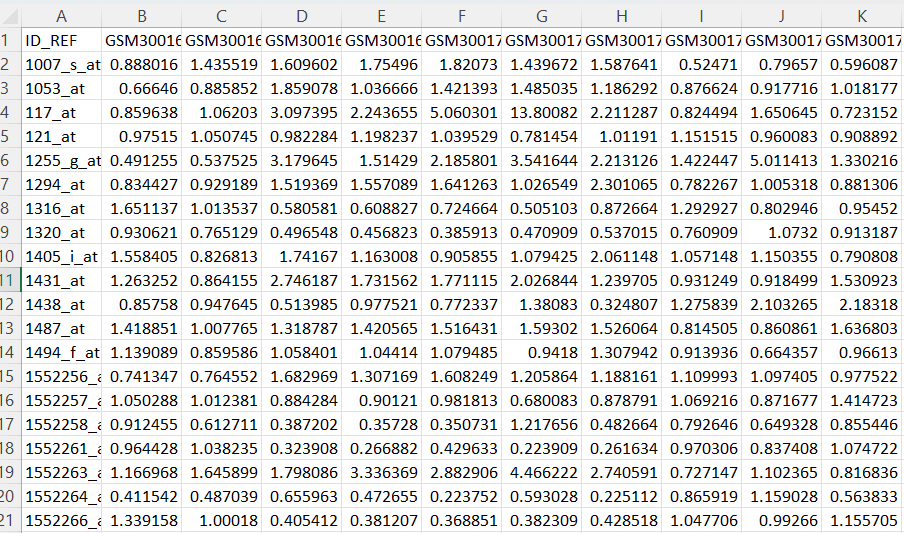 A B C D E F G H I J K
1 ID_REF GSM30016 GSM30016 GSM30016 GSM30016 GSM30017 GSM30017 GSM30017 GSM30017 GSM30017 GSM30017
2 1007_s_at 0.888016 1.435519 1.609602 1.75496 1.82073 1.439672 1.587641 0.52471 0.79657 0.596087
3 1053_at 0.66646 0.885852 1.859078 1.036666 1.421393 1.485035 1.186292 0.876624 0.917716 1.018177
4 117_at 0.859638 1.06203 3.097395 2.243655 5.060301 13.80082 2.211287 0.824494 1.650645 0.723152
5 121_at 0.97515 1.050745 0.982284 1.198237 1.039529 0.781454 1.01191 1.151515 0.960083 0.908892
6 1255_g_at 0.491255 0.537525 3.179645 1.51429 2.185801 3.541644 2.213126 1.422447 5.011413 1.330216
7 1294_at 0.834427 0.929189 1.519369 1.557089 1.641263 1.026549 2.301065 0.782267 1.005318 0.881306
8 1316_at 1.651137 1.013537 0.580581 0.608827 0.724664 0.505103 0.872664 1.292927 0.802946 0.95452
9 1320_at 0.930621 0.765129 0.496548 0.456823 0.385913 0.470909 0.537015 0.760909 1.0732 0.913187
10 1405_i_at 1.558405 0.826813 1.74167 1.163008 0.905855 1.079425 2.061148 1.057148 1.150355 0.790808
11 1431_at 1.263252 0.864155 2.746187 1.731562 1.771115 2.026844 1.239705 0.931249 0.918499 1.530923
12 1438_at 0.85758 0.947645 0.513985 0.977521 0.772337 1.38083 0.324807 1.275839 2.103265 2.18318
13 1487_at 1.418851 1.007765 1.318787 1.420565 1.516431 1.59302 1.526064 0.814505 0.860861 1.636803
14 1494_f_at 1.139089 0.859586 1.058401 1.04414 1.079485 0.9418 1.307942 0.913936 0.664357 0.96613
15 1552256_a 0.741347 0.764552 1.682969 1.307169 1.608249 1.205864 1.188161 1.109993 1.097405 0.977522
16 1552257_a 1.050288 1.012381 0.884284 0.90121 0.981813 0.680083 0.878791 1.069216 0.871677 1.414723
17 1552258_a 0.912455 0.612711 0.387202 0.35728 0.350731 1.217656 0.482664 0.792646 0.649328 0.855446
18 1552261_a 0.964428 1.038235 0.323908 0.266882 0.429633 0.223909 0.261634 0.970306 0.837408 1.074722
19 1552263_a 1.166968 1.645899 1.798086 3.336369 2.882906 4.466222 2.740591 0.727147 1.102365 0.816836
20 1552264_a 0.411542 0.487039 0.655963 0.472655 0.223752 0.593028 0.225112 0.865919 1.159028 0.563833
21 1552266_a 1.339158 1.00018 0.405412 0.381207 0.368851 0.382309 0.428518 1.047706 0.99266 1.155705